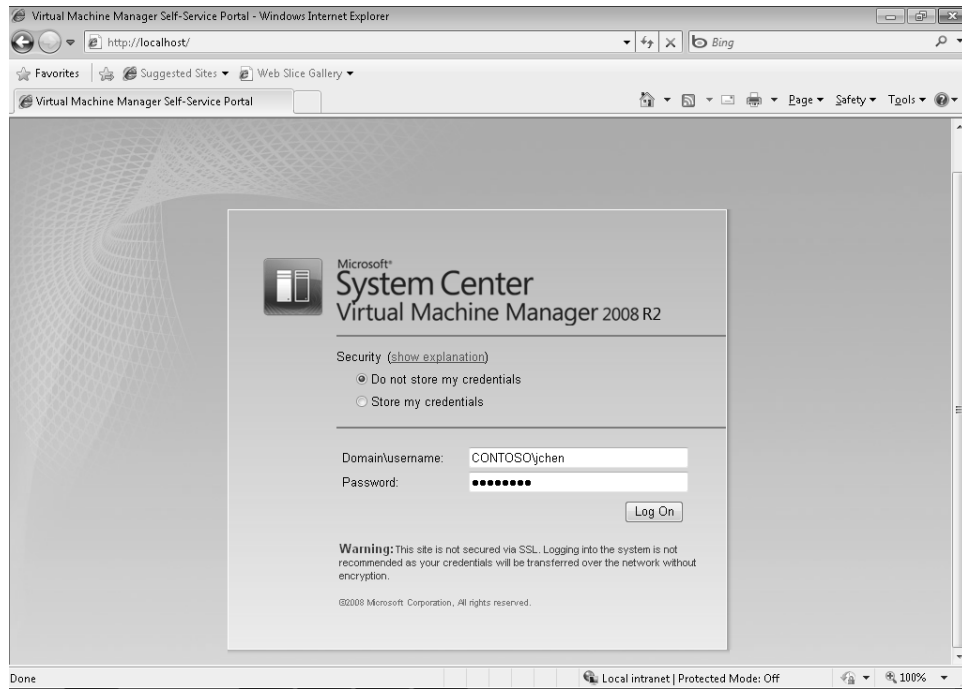 Virtual Machine Manager Self-Service Portal - Windows Internet Explorer
http://localhost/
Bing
Favorites Suggested Sites Web Slice Gallery
Virtual Machine Manager Self-Service Portal
Page Safety Tools
Microsoft®
System Center
Virtual Machine Manager 2008 R2
Security (show explanation)
Do not store my credentials
Store my credentials
Domain\username: CONTOSO\jchen
Password: ●●●●●●●●
Log On
Warning: This site is not secured via SSL. Logging into the system is not
recommended as your credentials will be transferred over the network without
encryption.
©2008 Microsoft Corporation, All rights reserved.
Done
Local intranet | Protected Mode: Off
100%